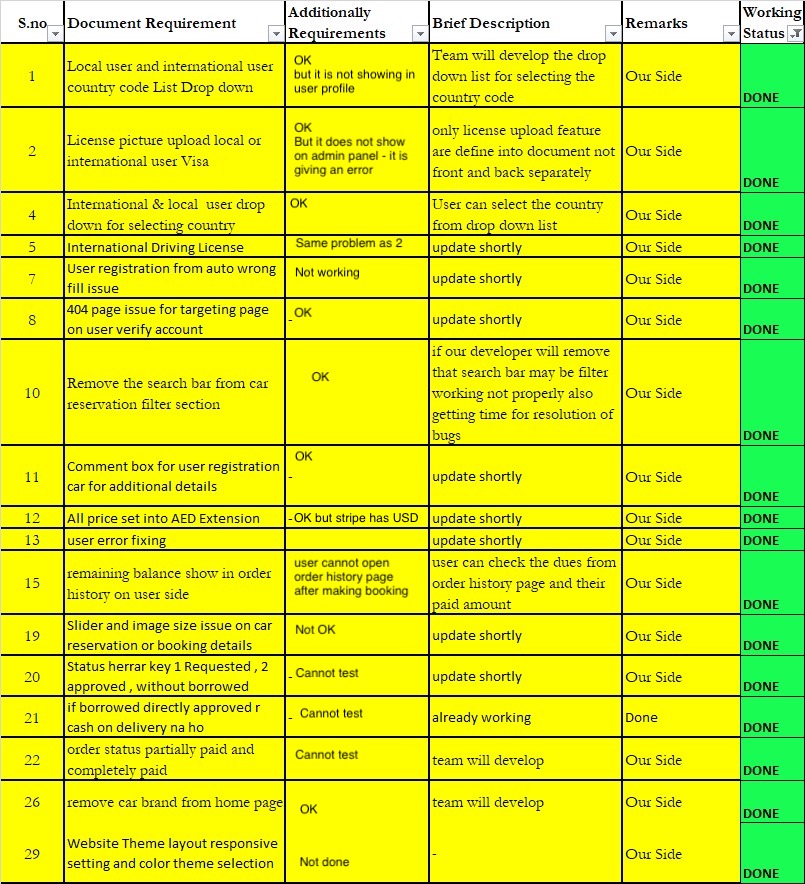 S.no Document Requirement Additionally Requirements Brief Description Remarks Working Status
1 Local user and international user country code List Drop down OK but it is not showing in user profile Team will develop the drop down list for selecting the country code Our Side DONE
2 License picture upload local or international user Visa OK But it does not show on admin panel - it is giving an error only license upload feature are define into document not front and back separately Our Side DONE
4 International & local user drop down for selecting country OK User can select the country from drop down list Our Side DONE
5 International Driving License Same problem as 2 update shortly Our Side DONE
7 User registration from auto wrong fill issue Not working update shortly Our Side DONE
8 404 page issue for targeting page on user verify account - OK update shortly Our Side DONE
10 Remove the search bar from car reservation filter section OK if our developer will remove that search bar may be filter working not properly also getting time for resolution of bugs Our Side DONE
11 Comment box for user registration car for additional details OK - update shortly Our Side DONE
12 All price set into AED Extension - OK but stripe has USD update shortly Our Side DONE
13 user error fixing update shortly Our Side DONE
15 remaining balance show in order history on user side user cannot open order history page after making booking user can check the dues from order history page and their paid amount Our Side DONE
19 Slider and image size issue on car reservation or booking details Not OK update shortly Our Side DONE
20 Status herrar key 1 Requested , 2 approved , without borrowed - Cannot test update shortly Our Side DONE
21 if borrowed directly approved r cash on delivery na ho - Cannot test already working Done DONE
22 order status partially paid and completely paid Cannot test team will develop Our Side DONE
26 remove car brand from home page OK team will develop Our Side DONE
29 Website Theme layout responsive setting and color theme selection Not done - Our Side DONE